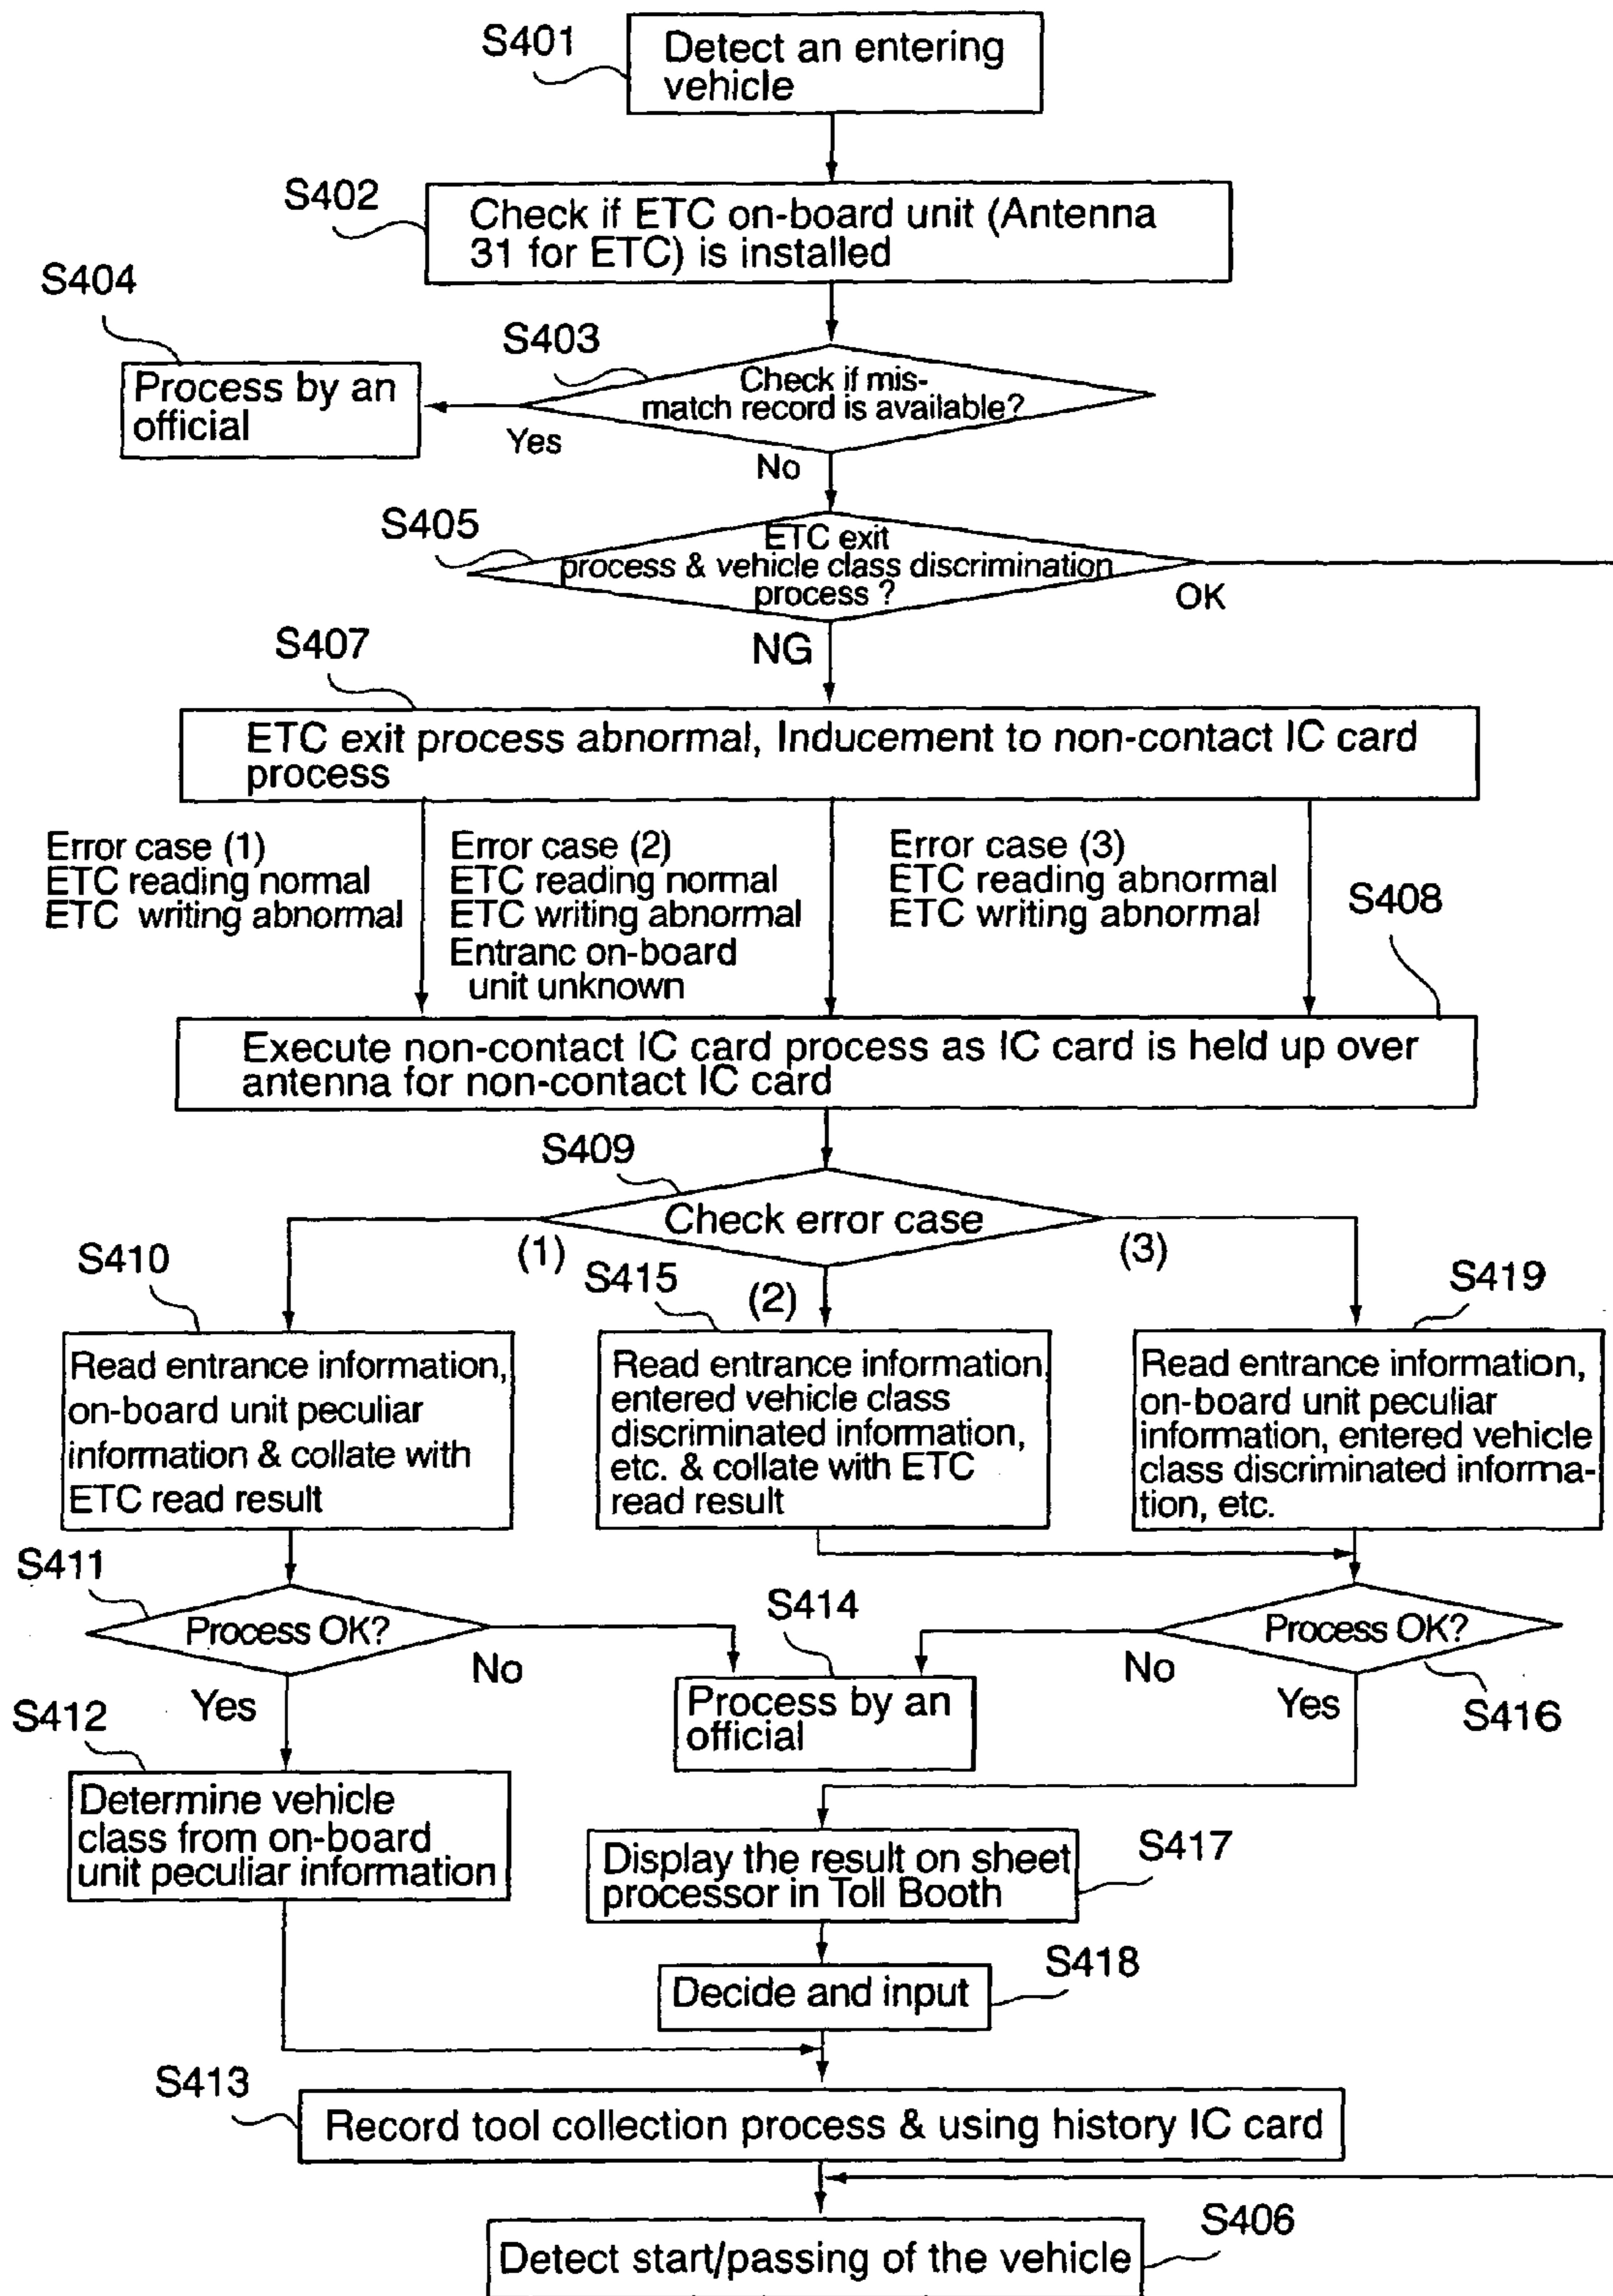 S401
Detect an entering
vehicle
S402
Check if ETC on-board unit (Antenna
31 for ETC) is installed
S404
Process by an
official
S403
Check if mis-
match record is available?
Yes
No
S405
ETC exit
process & vehicle class discrimination
process ?
OK
NG
S407
ETC exit process abnormal, Inducement to non-contact IC card
process
Error case (1)
ETC reading normal
ETC writing abnormal
Error case (2)
ETC reading normal
ETC writing abnormal
Entranc on-board
unit unknown
Error case (3)
ETC reading abnormal
ETC writing abnormal
S408
Execute non-contact IC card process as IC card is held up over
antenna for non-contact IC card
S409
Check error case
(1)
(2)
(3)
S410
Read entrance information,
on-board unit peculiar
information & collate with
ETC read result
S415
Read entrance information,
entered vehicle class
discriminated information,
etc. & collate with ETC
read result
S419
Read entrance information,
on-board unit peculiar
information, entered vehicle
class discriminated informa-
tion, etc.
S411
Process OK?
No
Yes
S414
Process by an
official
Process OK?
No
Yes
S416
S412
Determine vehicle
class from on-board
unit peculiar information
Display the result on sheet
processor in Toll Booth
S417
Decide and input
S418
S413
Record tool collection process & using history IC card
S406
Detect start/passing of the vehicle